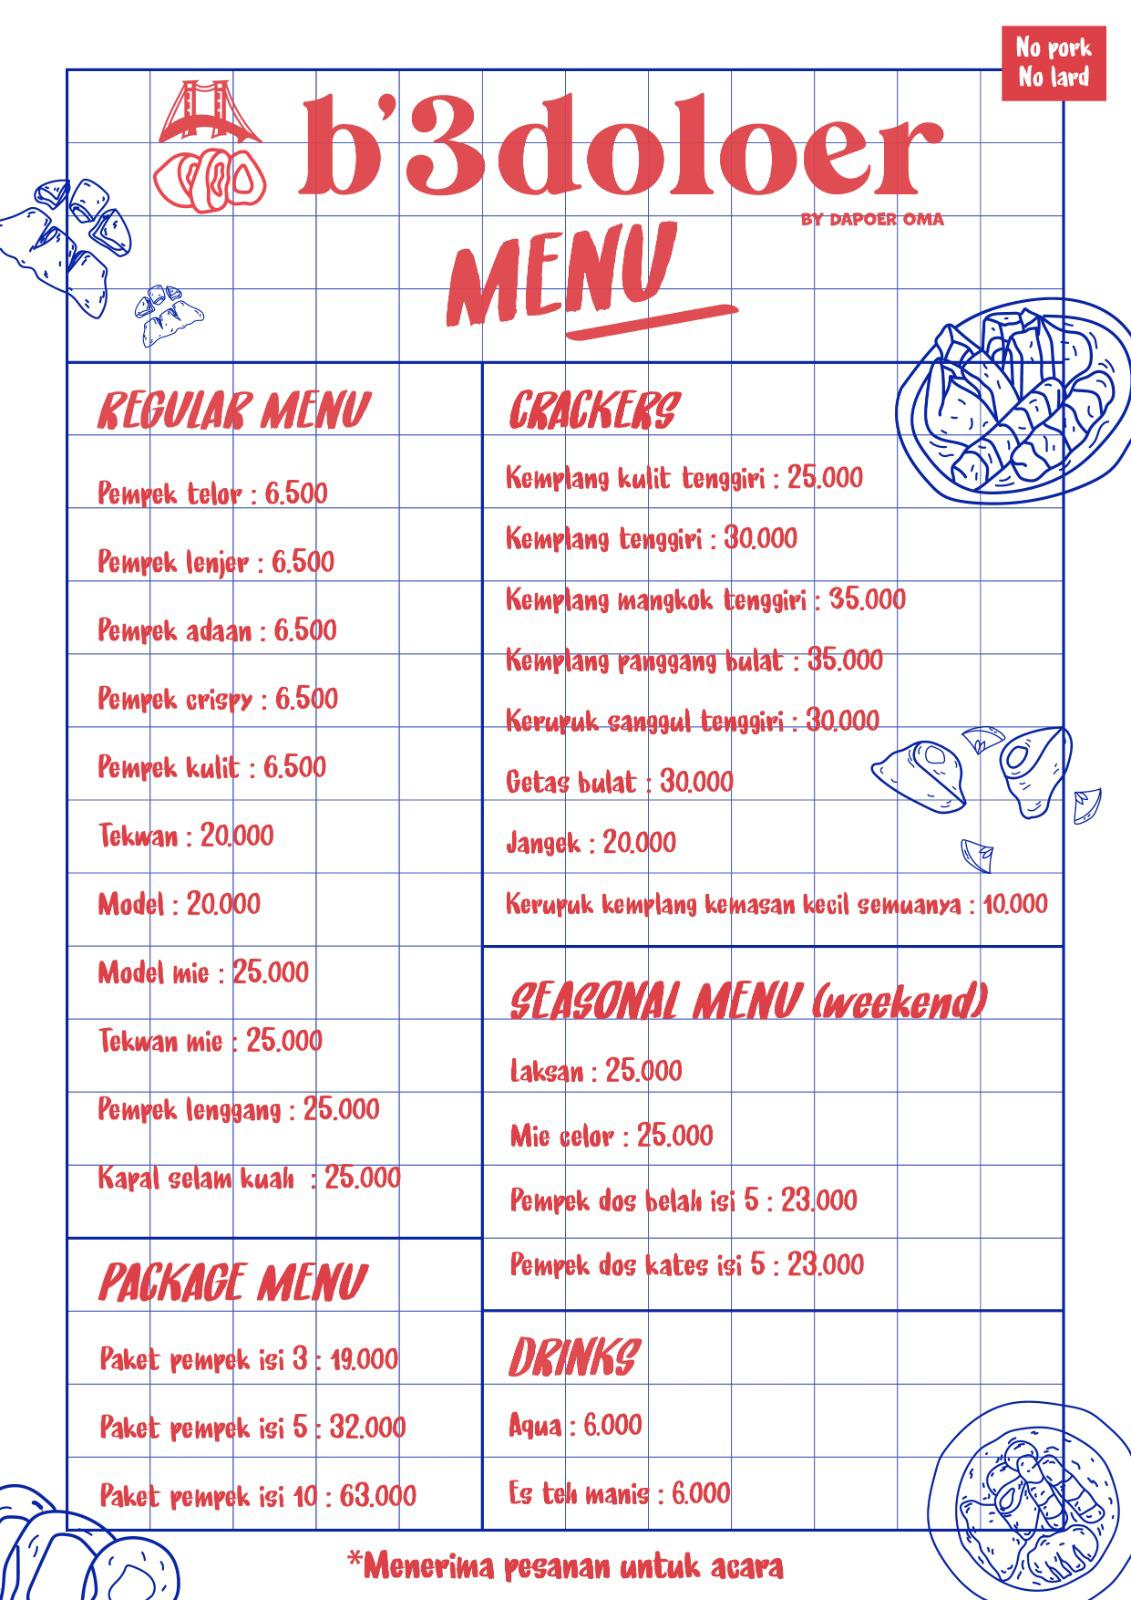 No pork
No lard
b'3doloer
BY DAPOER OMA
MENU
REGULAR MENU
Pempek telor : 6.500
Pempek lenjer : 6.500
Pempek adaan : 6.500
Pempek crispy : 6.500
Pempek kulit : 6.500
Tekwan : 20.000
Model : 20.000
Model mie : 25.000
Tekwan mie : 25.000
Pempek lenggang : 25.000
Kapal selam kuah : 25.000
PACKAGE MENU
Paket pempek isi 3 : 19.000
Paket pempek isi 5 : 32.000
Paket pempek isi 10 : 63.000
CRACKERS
Kemplang kulit tenggiri : 25.000
Kemplang tenggiri : 30.000
Kemplang mangkok tenggiri : 35.000
Kemplang panggang bulat : 35.000
Kerupuk sanggul tenggiri : 30.000
Getas bulat : 30.000
Jangek : 20.000
Kerupuk kemplang kemasan kecil semuanya : 10.000
SEASONAL MENU (weekend)
Laksan : 25.000
Mie celor : 25.000
Pempek dos belah isi 5 : 23.000
Pempek dos kates isi 5 : 23.000
DRINKS
Aqua : 6.000
Es teh manis : 6.000
*Menerima pesanan untuk acara